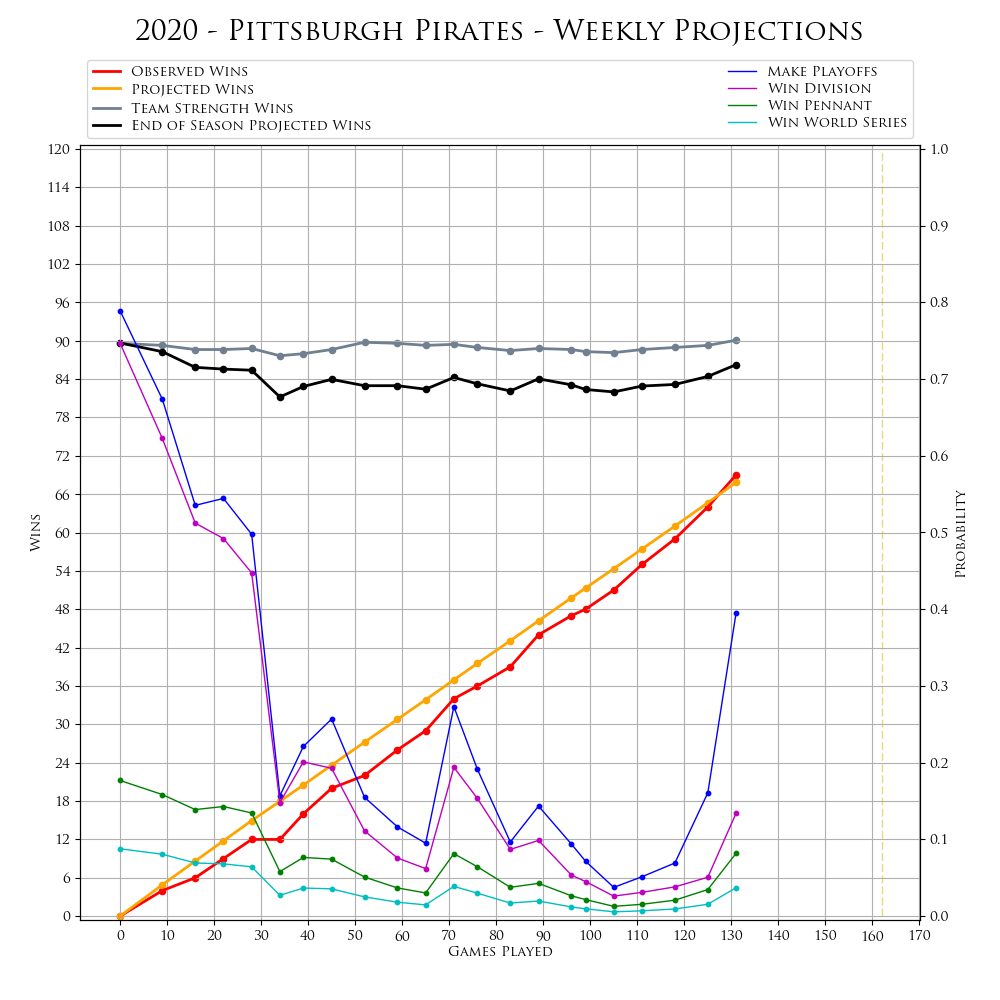 2020 - Pittsburgh Pirates - Weekly Projections
Observed Wins
Projected Wins
Team Strength Wins
End of Season Projected Wins
Make Playoffs
Win Division
Win Pennant
Win World Series
120
114
108
102
96
90
84
78
72
66
60
54
48
42
36
30
24
18
12
6
0
Wins
1.0
0.9
0.8
0.7
0.6
0.5
0.4
0.3
0.2
0.1
0.0
Probability
0 10 20 30 40 50 60 70 80 90 100 110 120 130 140 150 160 170
Games Played